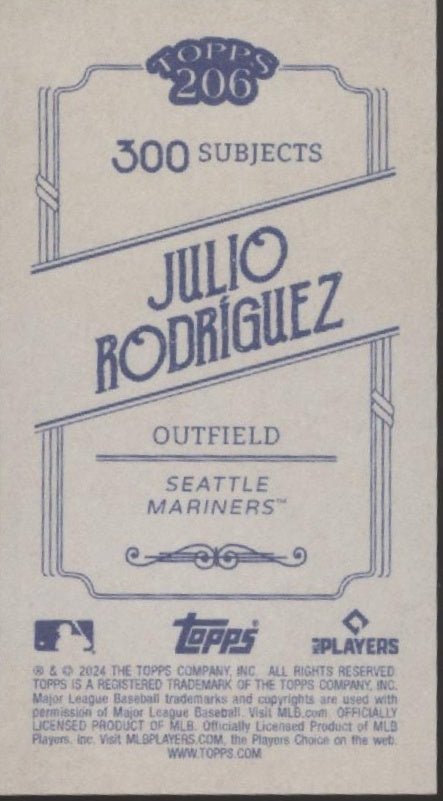 TOPPS
206
300 SUBJECTS
JULIO
RODRÍGUEZ
OUTFIELD
SEATTLE
MARINERS™
Topps®
MLB PLAYERS
® & © 2024 THE TOPPS COMPANY, INC. ALL RIGHTS RESERVED.
TOPPS IS A REGISTERED TRADEMARK OF THE TOPPS COMPANY, INC.
Major League Baseball trademarks and copyrights are used with
permission of Major League Baseball. Visit MLB.com. OFFICIALLY
LICENSED PRODUCT OF MLB. Officially Licensed Product of MLB
Players, Inc. Visit MLBPLAYERS.COM, the Players Choice on the web.
WWW.TOPPS.COM